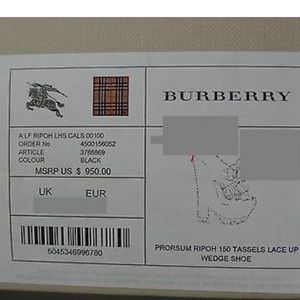 BURBERRY
A LF RIPOH LHS CALS:00100
ORDER No 4500156052
ARTICLE 3788869
COLOUR BLACK
MSRP US $ 950.00
UK EUR
5045346996780
PRORSUM RIPOH 150 TASSELS LACE UP
WEDGE SHOE